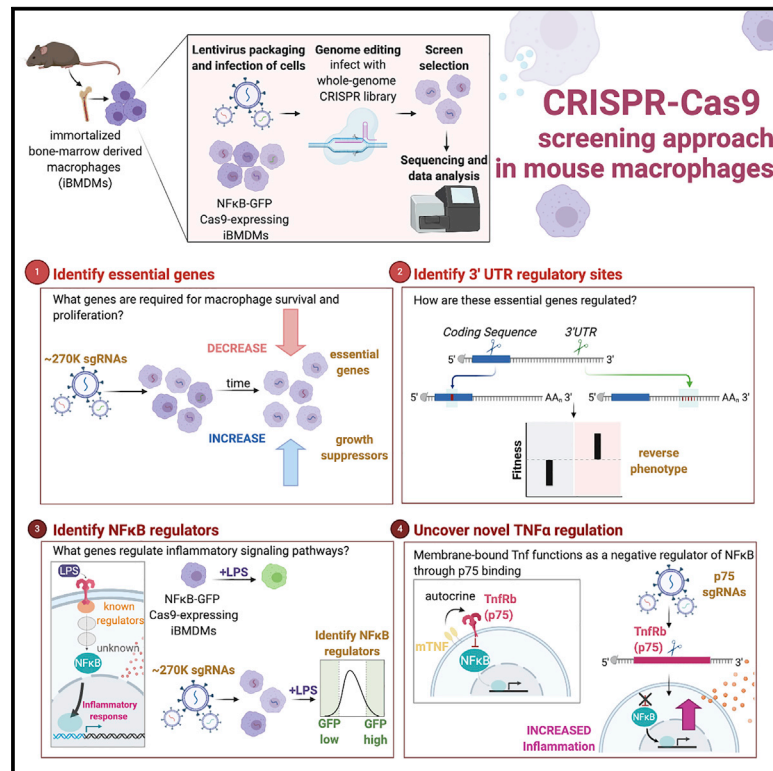 CRISPR-Cas9
screening approach
in mouse macrophages
immortalized
bone-marrow derived
macrophages
(iBMDMs)
Lentivirus packaging
and infection of cells
NFκB-GFP
Cas9-expressing
iBMDMs
Genome editing
infect with
whole-genome
CRISPR library
Screen
selection
Sequencing and
data analysis
1 Identify essential genes
What genes are required for macrophage survival and
proliferation?
~270K sgRNAs
time
DECREASE
essential
genes
INCREASE
growth
suppressors
2 Identify 3' UTR regulatory sites
How are these essential genes regulated?
Coding Sequence 3'UTR
5' 3'
5' AAn 3' 5' AAn 3'
Fitness
reverse
phenotype
3 Identify NFκB regulators
What genes regulate inflammatory signaling pathways?
LPS
known
regulators
unknown
NFκB
Inflammatory
response
+LPS
NFκB-GFP
Cas9-expressing
iBMDMs
~270K sgRNAs
+LPS
Identify NFκB
regulators
GFP GFP
low high
4 Uncover novel TNFα regulation
Membrane-bound Tnf functions as a negative regulator of NFκB
through p75 binding
autocrine
TnfRb
(p75)
mTNF
NFκB
p75
sgRNAs
TnfRb
(p75)
5' 3'
NFκB
INCREASED
Inflammation